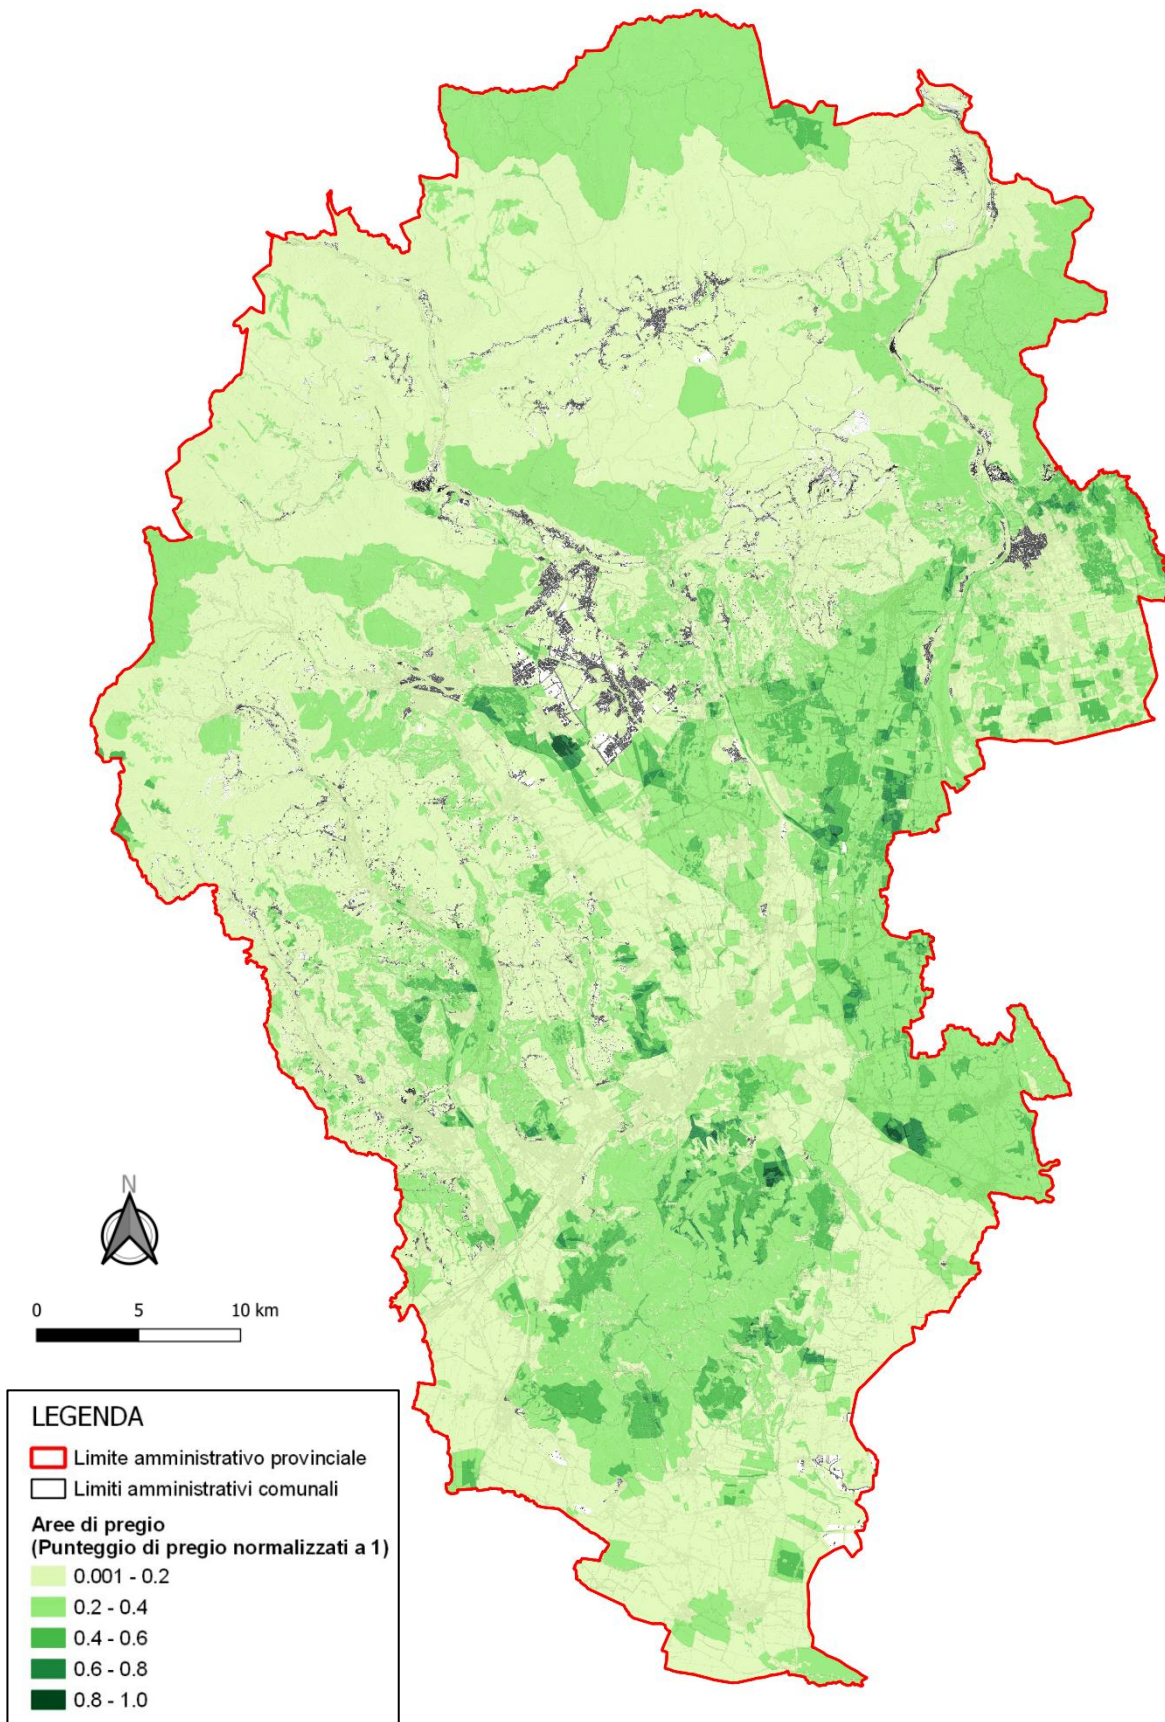 N
0 5 10 km
LEGENDA
Limite amministrativo provinciale
Limiti amministrativi comunali
Aree di pregio
(Punteggio di pregio normalizzati a 1)
0.001 - 0.2
0.2 - 0.4
0.4 - 0.6
0.6 - 0.8
0.8 - 1.0